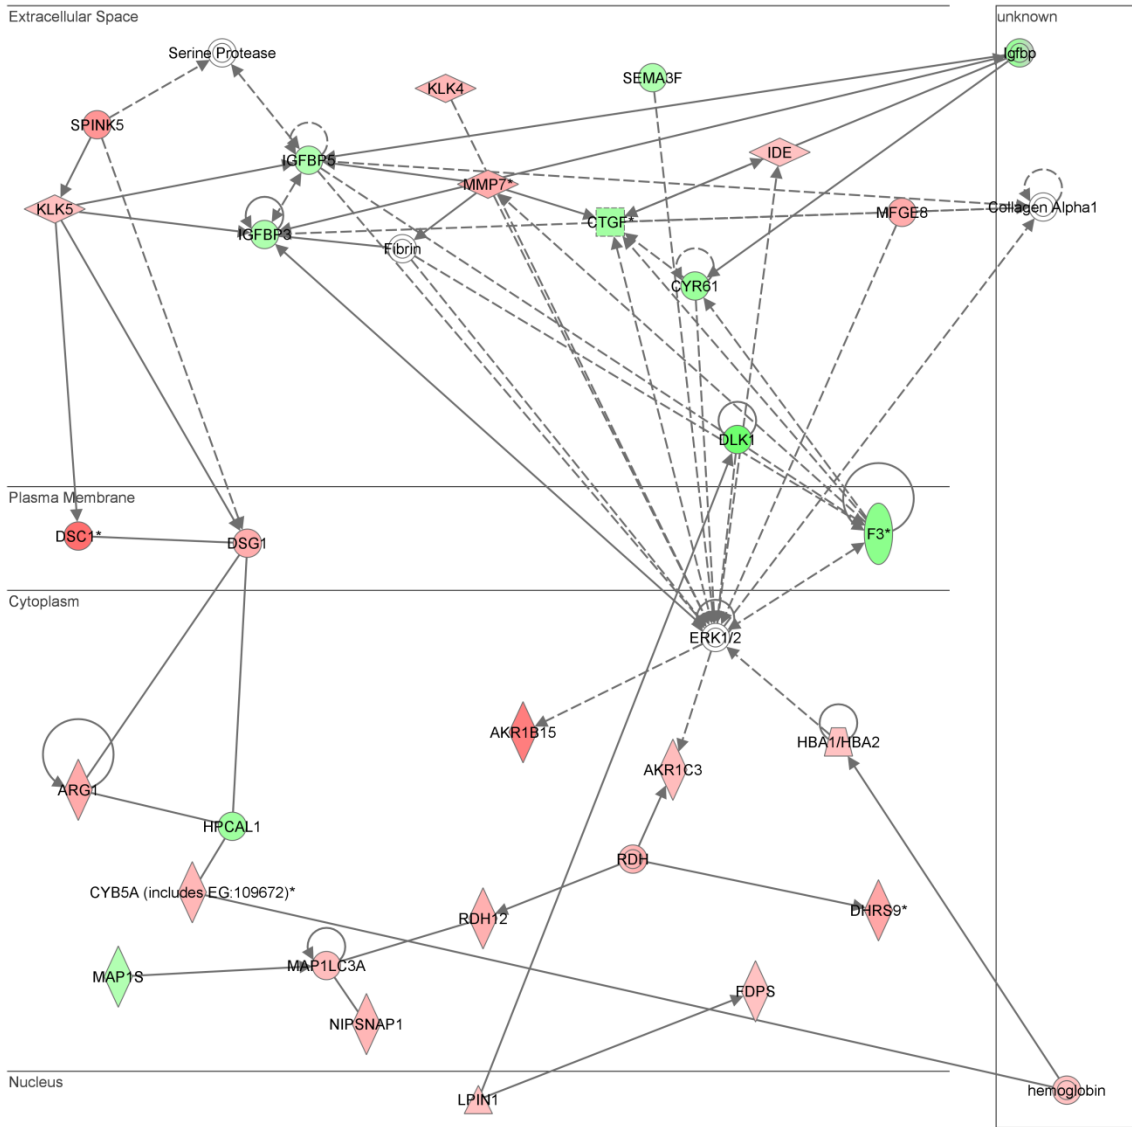 Extracellular Space
unknown
Serine Protease
Igfbp
SEMA3F
KLK4
SPINK5
IDE
IGFBP5
MMP7*
KLK5
CTGF*
MFGE8
Collagen Alpha1
IGFBP3
Fibrin
CYR61
DLK1
Plasma Membrane
DSC1*
DSG1
F3*
Cytoplasm
ERK1/2
AKR1B15
HBA1/HBA2
AKR1C3
ARG1
HPCAL1
RDH
CYB5A (includes EG:109672)*
RDH12
DHRS9*
MAP1LC3A
MAP1S
FDPS
NIPSNAP1
Nucleus
LPIN1
hemoglobin